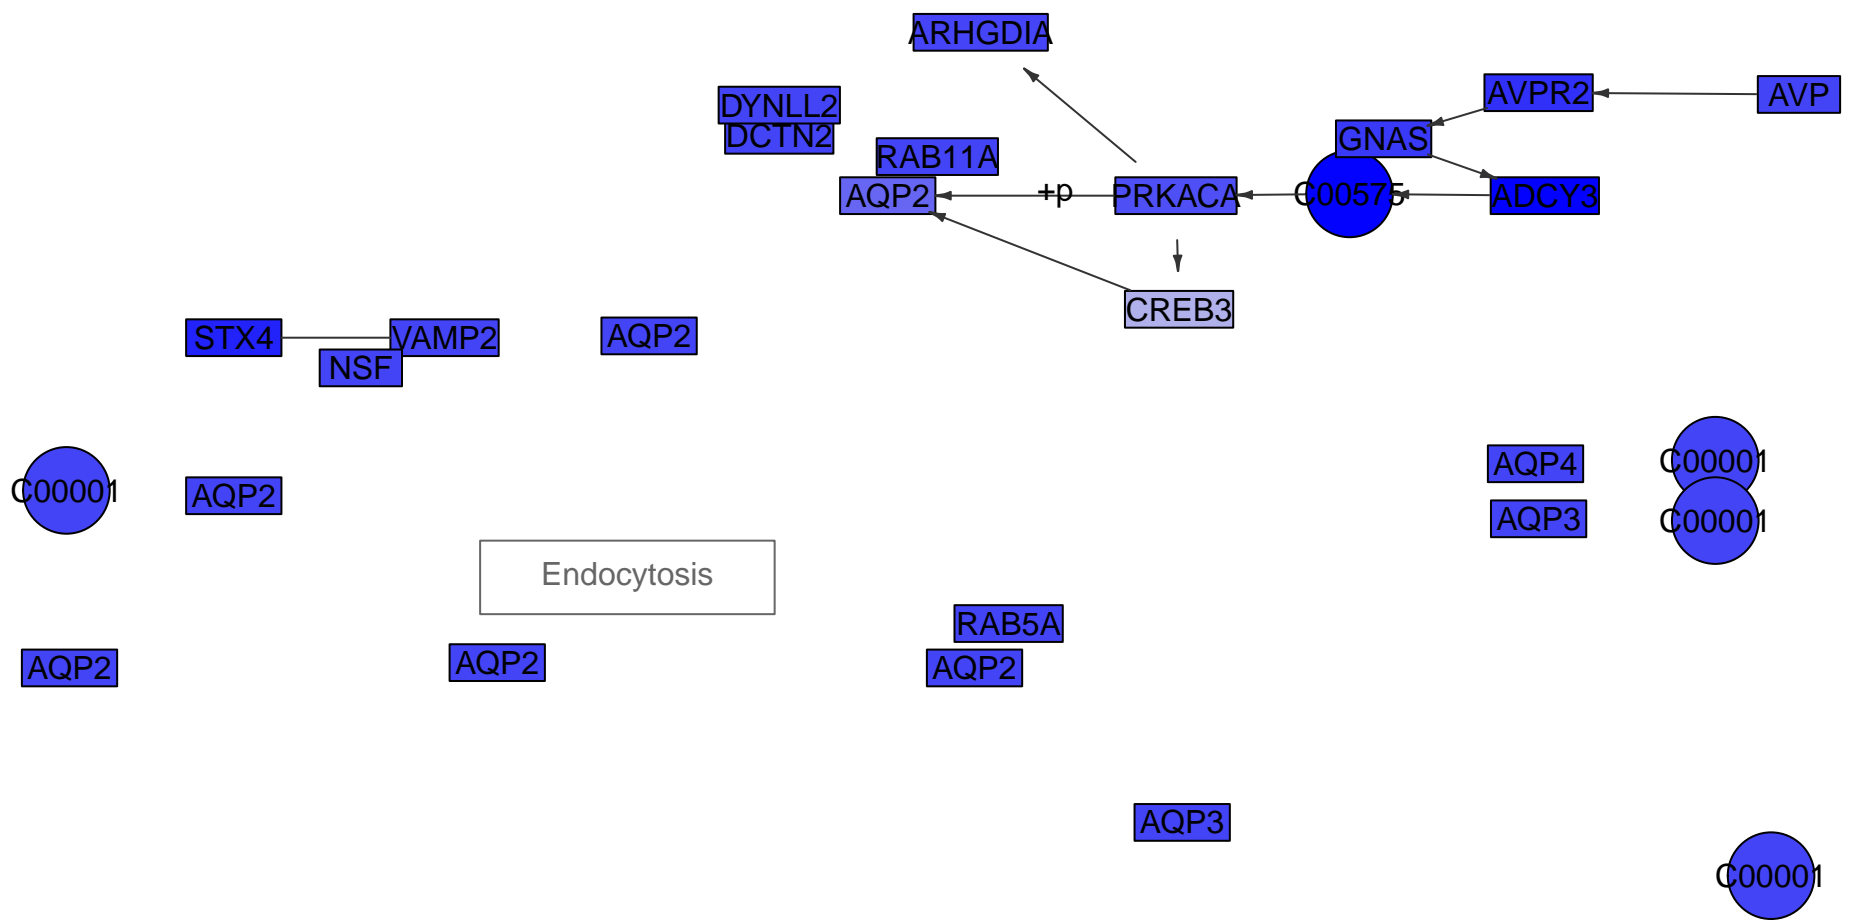 ARHGDIA
AVPR2
AVP
DYNLL2
DCTN2
GNAS
RAB11A
AQP2
+p
PRKACA
C00575
ADCY3
CREB3
STX4
VAMP2
AQP2
NSF
AQP4
C00001
C00001
AQP2
AQP3
C00001
Endocytosis
RAB5A
AQP2
AQP2
AQP2
AQP3
C00001